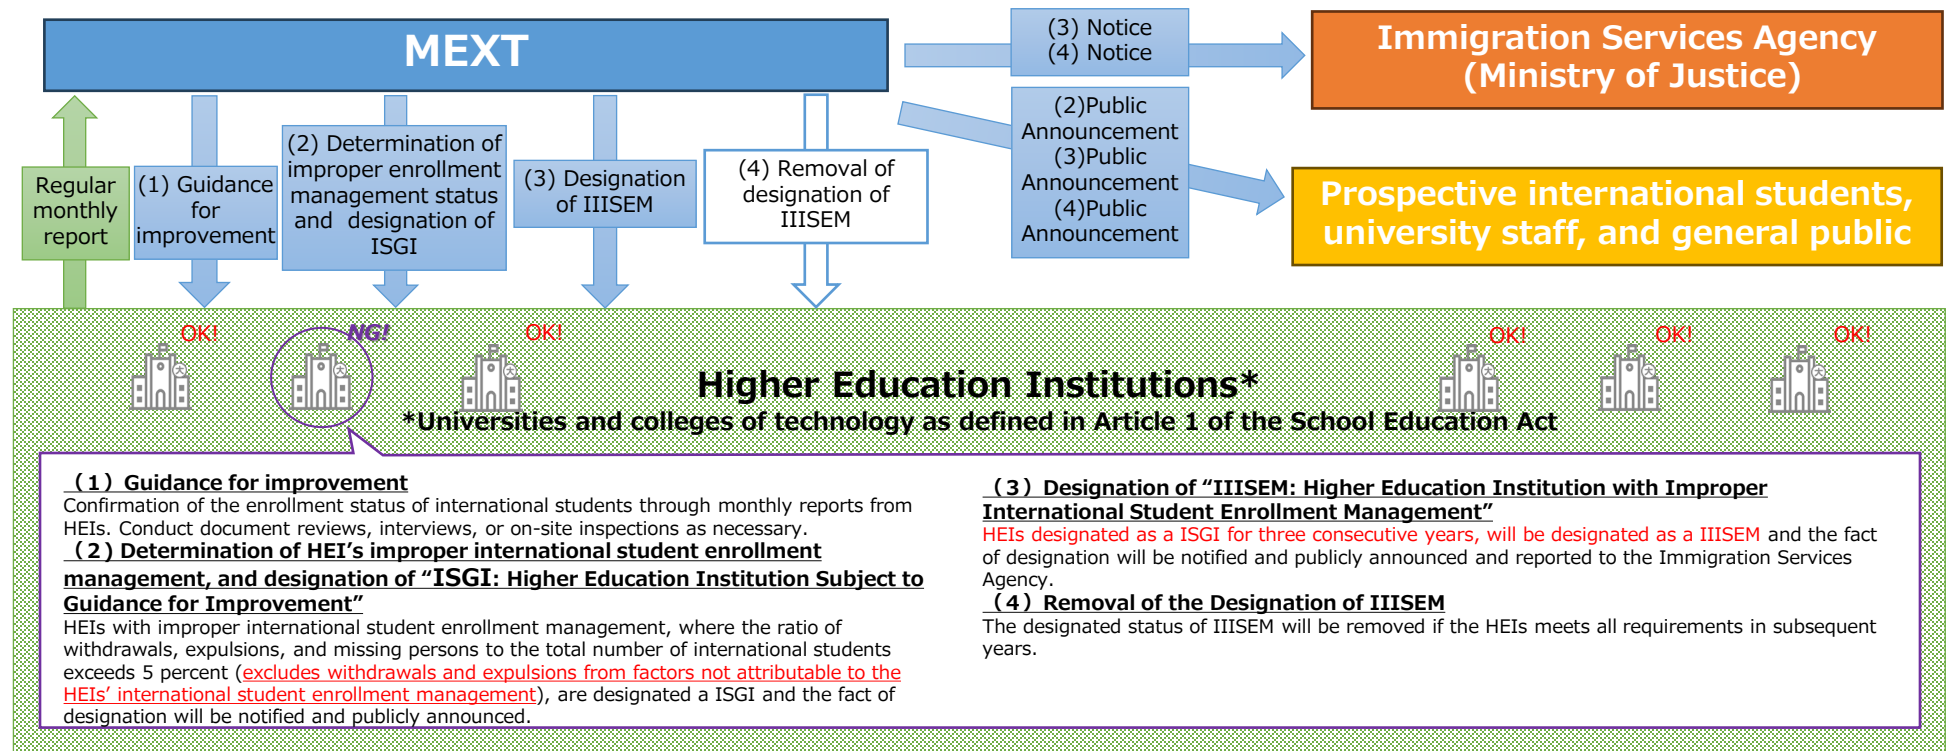 MEXT
(3) Notice
(4) Notice
Immigration Services Agency
(Ministry of Justice)
Regular
monthly
report
(1) Guidance
for
improvement
(2) Determination of
improper enrollment
management status
and designation of
ISGI
(3) Designation
of IIISEM
(4) Removal of
designation of
IIISEM
(2)Public
Announcement
(3)Public
Announcement
(4)Public
Announcement
Prospective international students,
university staff, and general public
OK!
NG!
OK!
OK!
OK!
OK!
大
大
大
大
大
大
Higher Education Institutions*
*Universities and colleges of technology as defined in Article 1 of the School Education Act
（1）Guidance for improvement
Confirmation of the enrollment status of international students through monthly reports from
HEIs. Conduct document reviews, interviews, or on-site inspections as necessary.
（2）Determination of HEI’s improper international student enrollment
management, and designation of “ISGI: Higher Education Institution Subject to
Guidance for Improvement”
HEIs with improper international student enrollment management, where the ratio of
withdrawals, expulsions, and missing persons to the total number of international students
exceeds 5 percent (excludes withdrawals and expulsions from factors not attributable to the
HEIs’ international student enrollment management), are designated a ISGI and the fact of
designation will be notified and publicly announced.
（3）Designation of “IIISEM: Higher Education Institution with Improper
International Student Enrollment Management”
HEIs designated as a ISGI for three consecutive years, will be designated as a IIISEM and the fact
of designation will be notified and publicly announced and reported to the Immigration Services
Agency.
（4）Removal of the Designation of IIISEM
The designated status of IIISEM will be removed if the HEIs meets all requirements in subsequent
years.